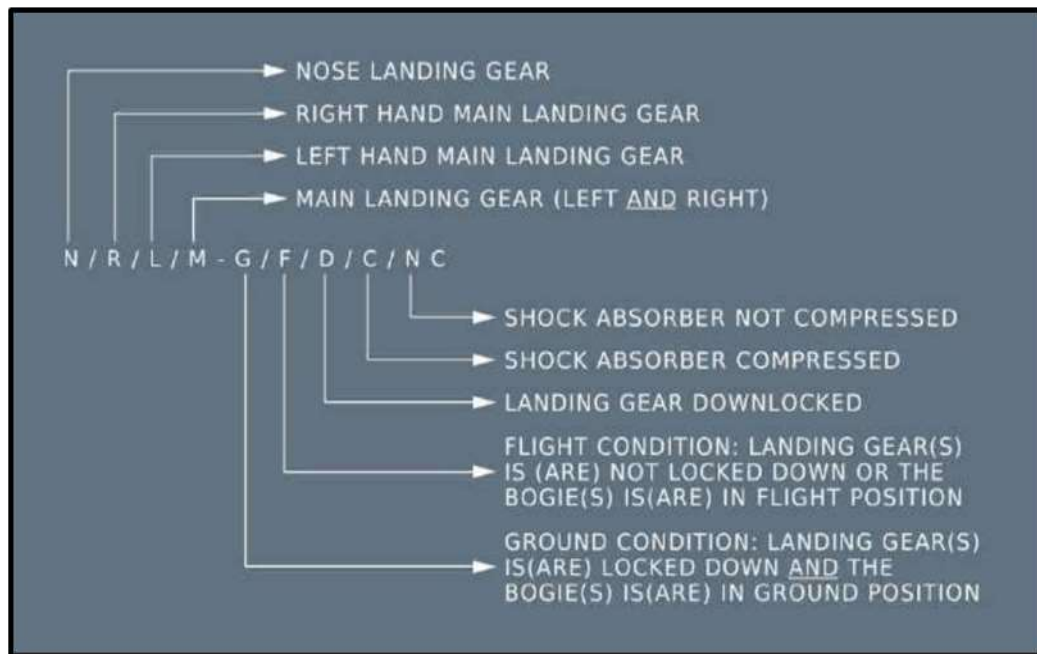 NOSE LANDING GEAR
RIGHT HAND MAIN LANDING GEAR
LEFT HAND MAIN LANDING GEAR
MAIN LANDING GEAR (LEFT AND RIGHT)
N / R / L / M - G / F / D / C / N C
SHOCK ABSORBER NOT COMPRESSED
SHOCK ABSORBER COMPRESSED
LANDING GEAR DOWNLOCKED
FLIGHT CONDITION: LANDING GEAR(S)
IS (ARE) NOT LOCKED DOWN OR THE
BOGIE(S) IS(ARE) IN FLIGHT POSITION
GROUND CONDITION: LANDING GEAR(S)
IS(ARE) LOCKED DOWN AND THE
BOGIE(S) IS(ARE) IN GROUND POSITION